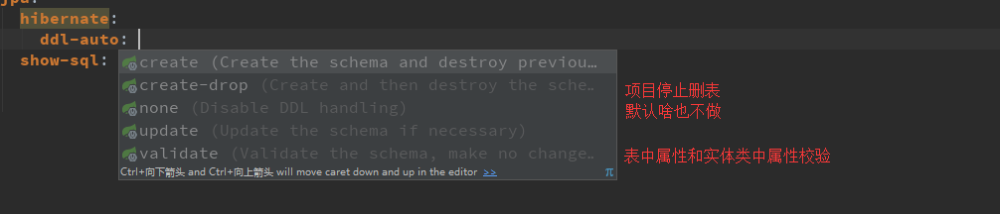 jpa:
hibernate:
ddl-auto:
show-sql:
create (Create the schema and destroy previou...
create-drop (Create and then destroy the sche... 项目停止删表
none (Disable DDL handling) 默认啥也不做
update (Update the schema if necessary)
validate (Validate the schema, make no change... 表中属性和实体类中属性校验
Ctrl+向下箭头 and Ctrl+向上箭头 will move caret down and up in the editor >> π